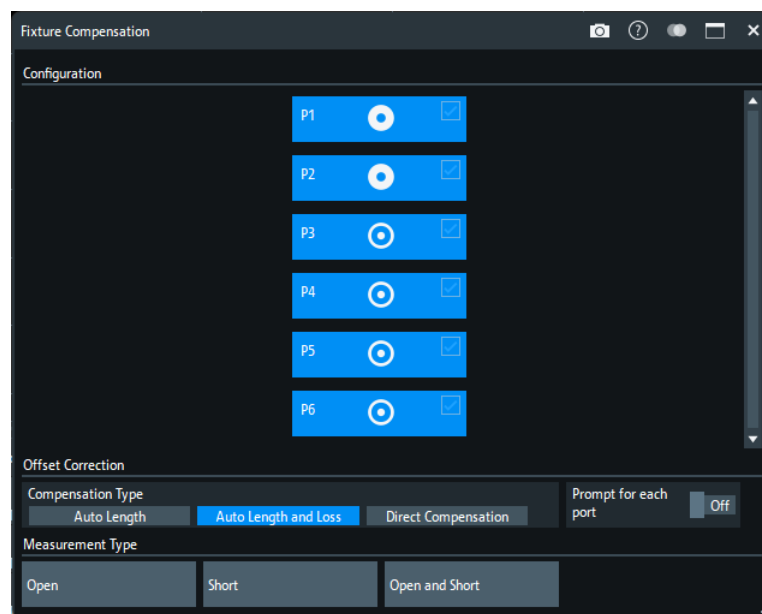 Fixture Compensation
Configuration
P1
P2
P3
P4
P5
P6
Offset Correction
Compensation Type
Auto Length Auto Length and Loss Direct Compensation
Prompt for each
port
Off
Measurement Type
Open Short Open and Short